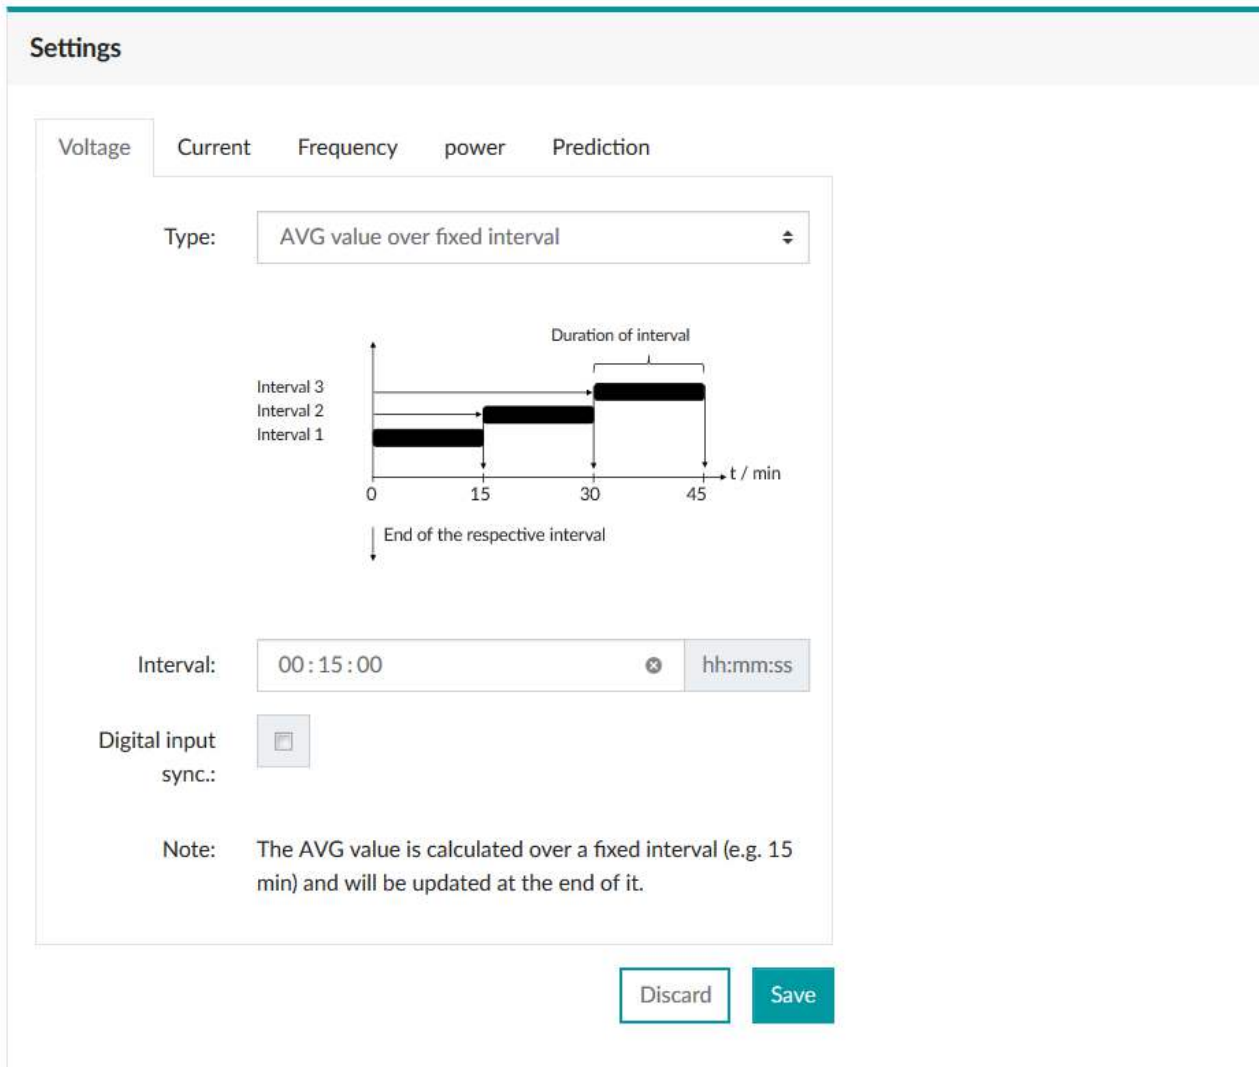 Settings
Voltage Current Frequency power Prediction
Type: AVG value over fixed interval
Duration of interval
Interval 3
Interval 2
Interval 1
t / min
0 15 30 45
End of the respective interval
Interval: 00:15:00 hh:mm:ss
Digital input
sync.:
Note: The AVG value is calculated over a fixed interval (e.g. 15
min) and will be updated at the end of it.
Discard Save